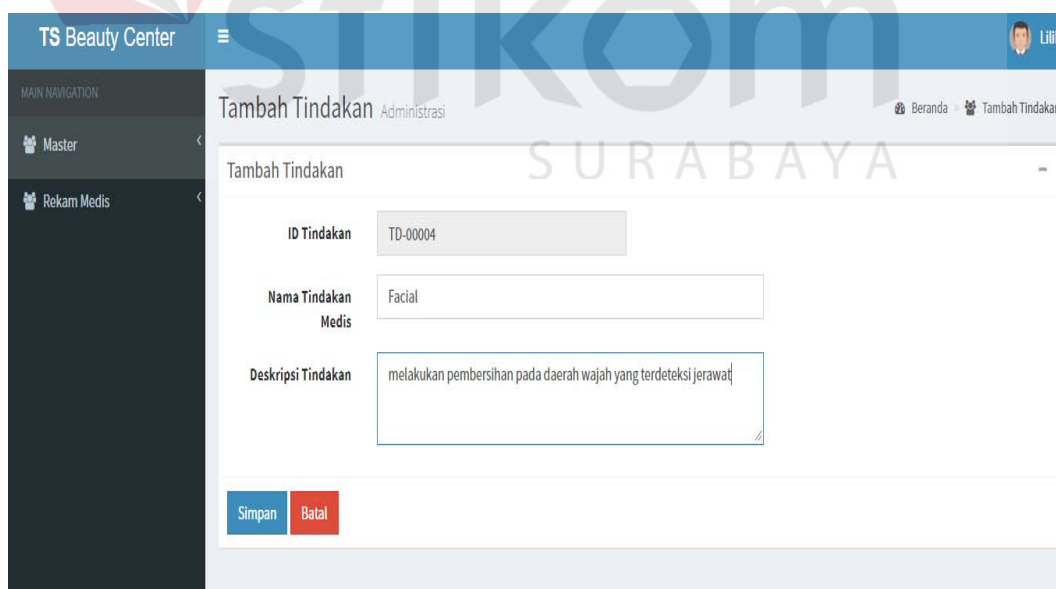 stikom
SURABAYA
TS Beauty Center
MAIN NAVIGATION
Master
Rekam Medis
Tambah Tindakan Administrasi
Beranda > Tambah Tindakan
Tambah Tindakan
ID Tindakan TD-00004
Nama Tindakan Facial
Medis
Deskripsi Tindakan melakukan pembersihan pada daerah wajah yang terdeteksi jerawat
Simpan Batal